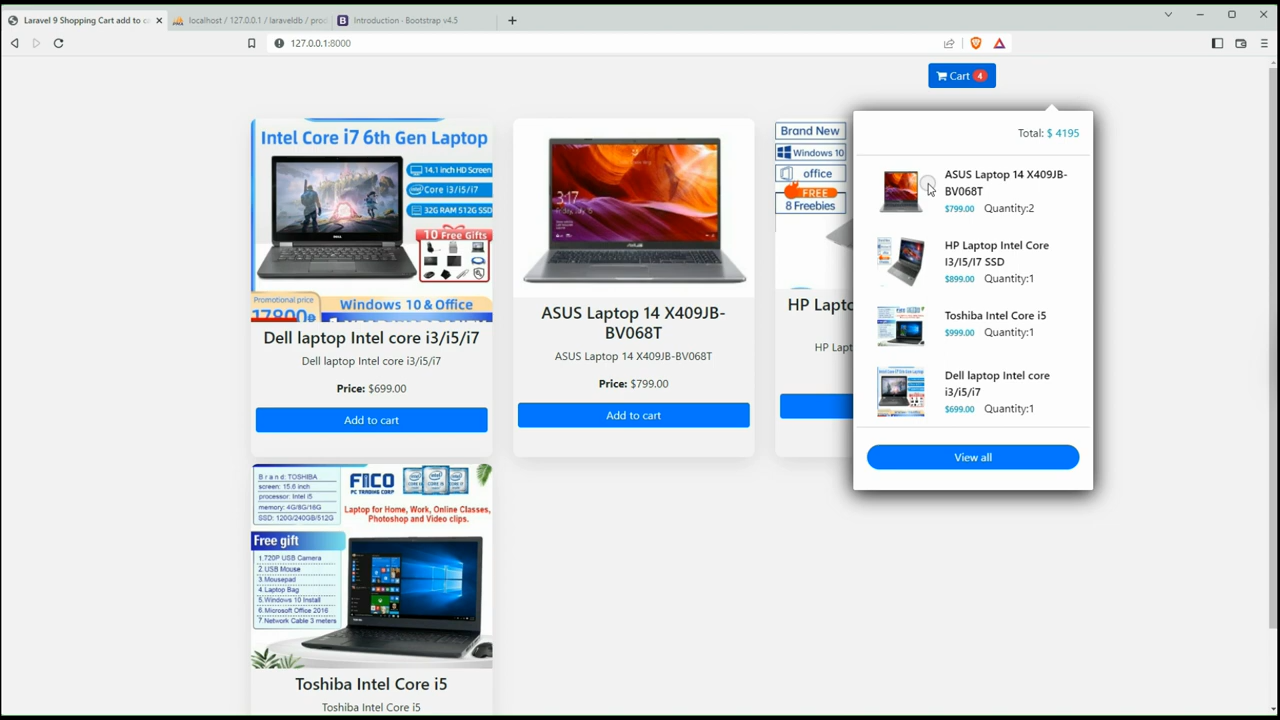 Laravel 9 Shopping Cart add to c
localhost / 127.0.0.1 / laraveldb / prod
Introduction · Bootstrap v4.5
127.0.0.1:8000
Cart 4
Intel Core i7 6th Gen Laptop
14.1 inch HD Screen
Core i3/i5/i7
32G RAM 512G SSD
10 Free Gifts
Promotional price
17800
Windows 10 & Office
Dell laptop Intel core i3/i5/i7
Dell laptop Intel core i3/i5/i7
Price: $699.00
Add to cart
3:17
ASUS Laptop 14 X409JB-
BV068T
ASUS Laptop 14 X409JB-BV068T
Price: $799.00
Add to cart
Brand New
Windows 10
office
FREE
8 Freebies
HP Lapto
HP Lapt
Total: $ 4195
ASUS Laptop 14 X409JB-
BV068T
$799.00 Quantity:2
HP Laptop Intel Core
I3/I5/I7 SSD
$899.00 Quantity:1
Toshiba Intel Core i5
$999.00 Quantity:1
Dell laptop Intel core
i3/i5/i7
$699.00 Quantity:1
View all
Brand: TOSHIBA
screen: 15.6 inch
processor: Intel i5
memory: 4G/8G/16G
SSD: 120G/240GB/512G
FIICO
PC TRADING CORP
Laptop for Home, Work, Online Classes,
Photoshop and Video clips.
Free gift
1.720P USB Camera
2.USB Mouse
3.Mousepad
4.Laptop Bag
5.Windows 10 Install
6.Microsoft Office 2016
7.Network Cable 3 meters
Toshiba Intel Core i5
Toshiba Intel Core i5